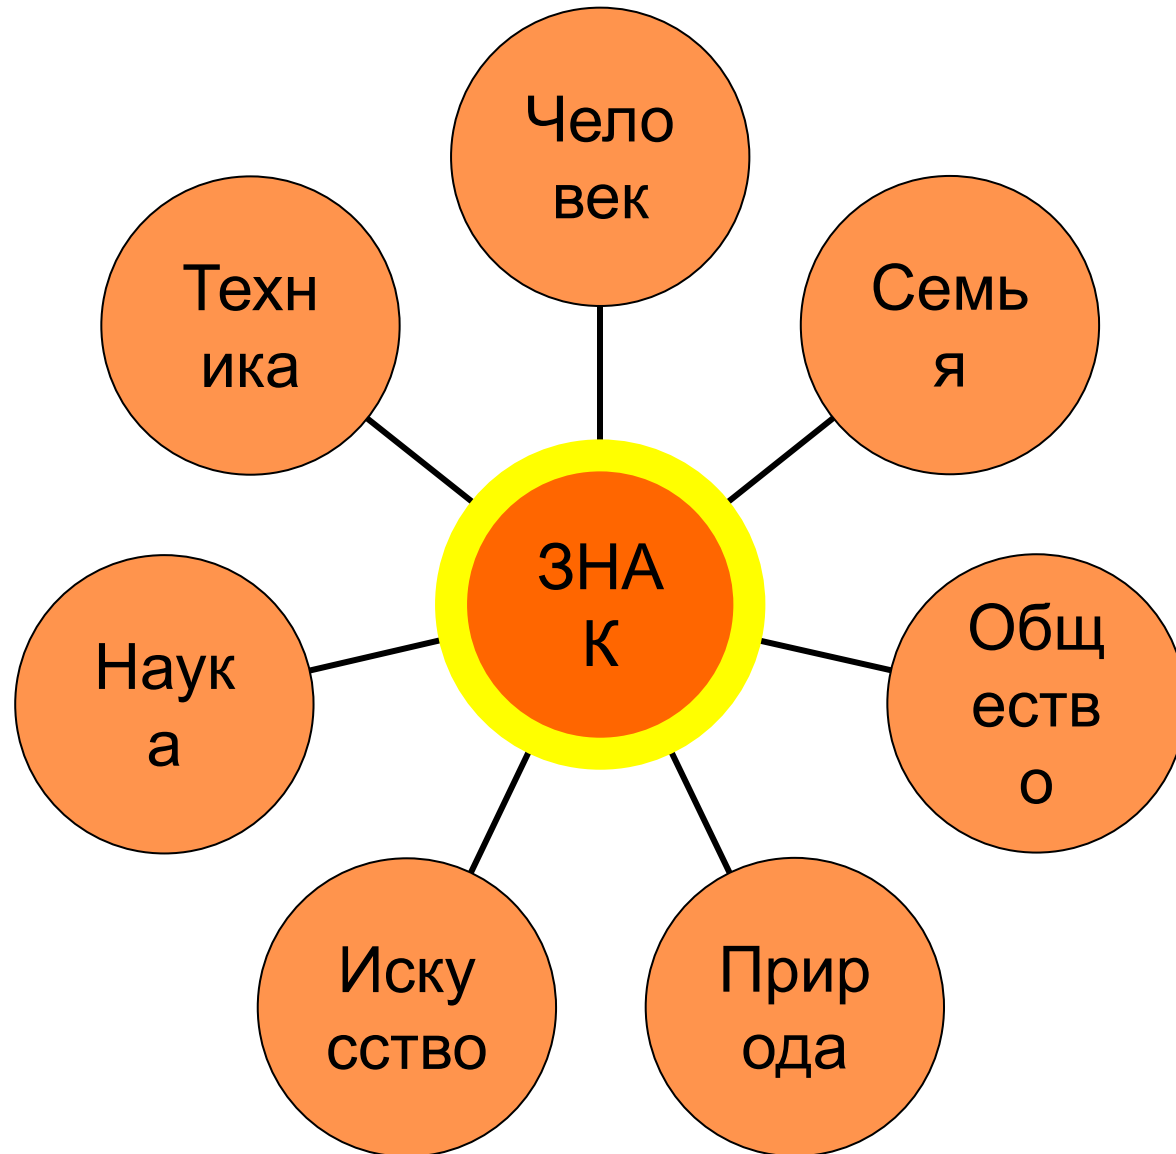 Чело
век
Семь
я
Общ
еств
о
Прир
ода
Иску
сство
Наук
а
Техн
ика
ЗНА
К